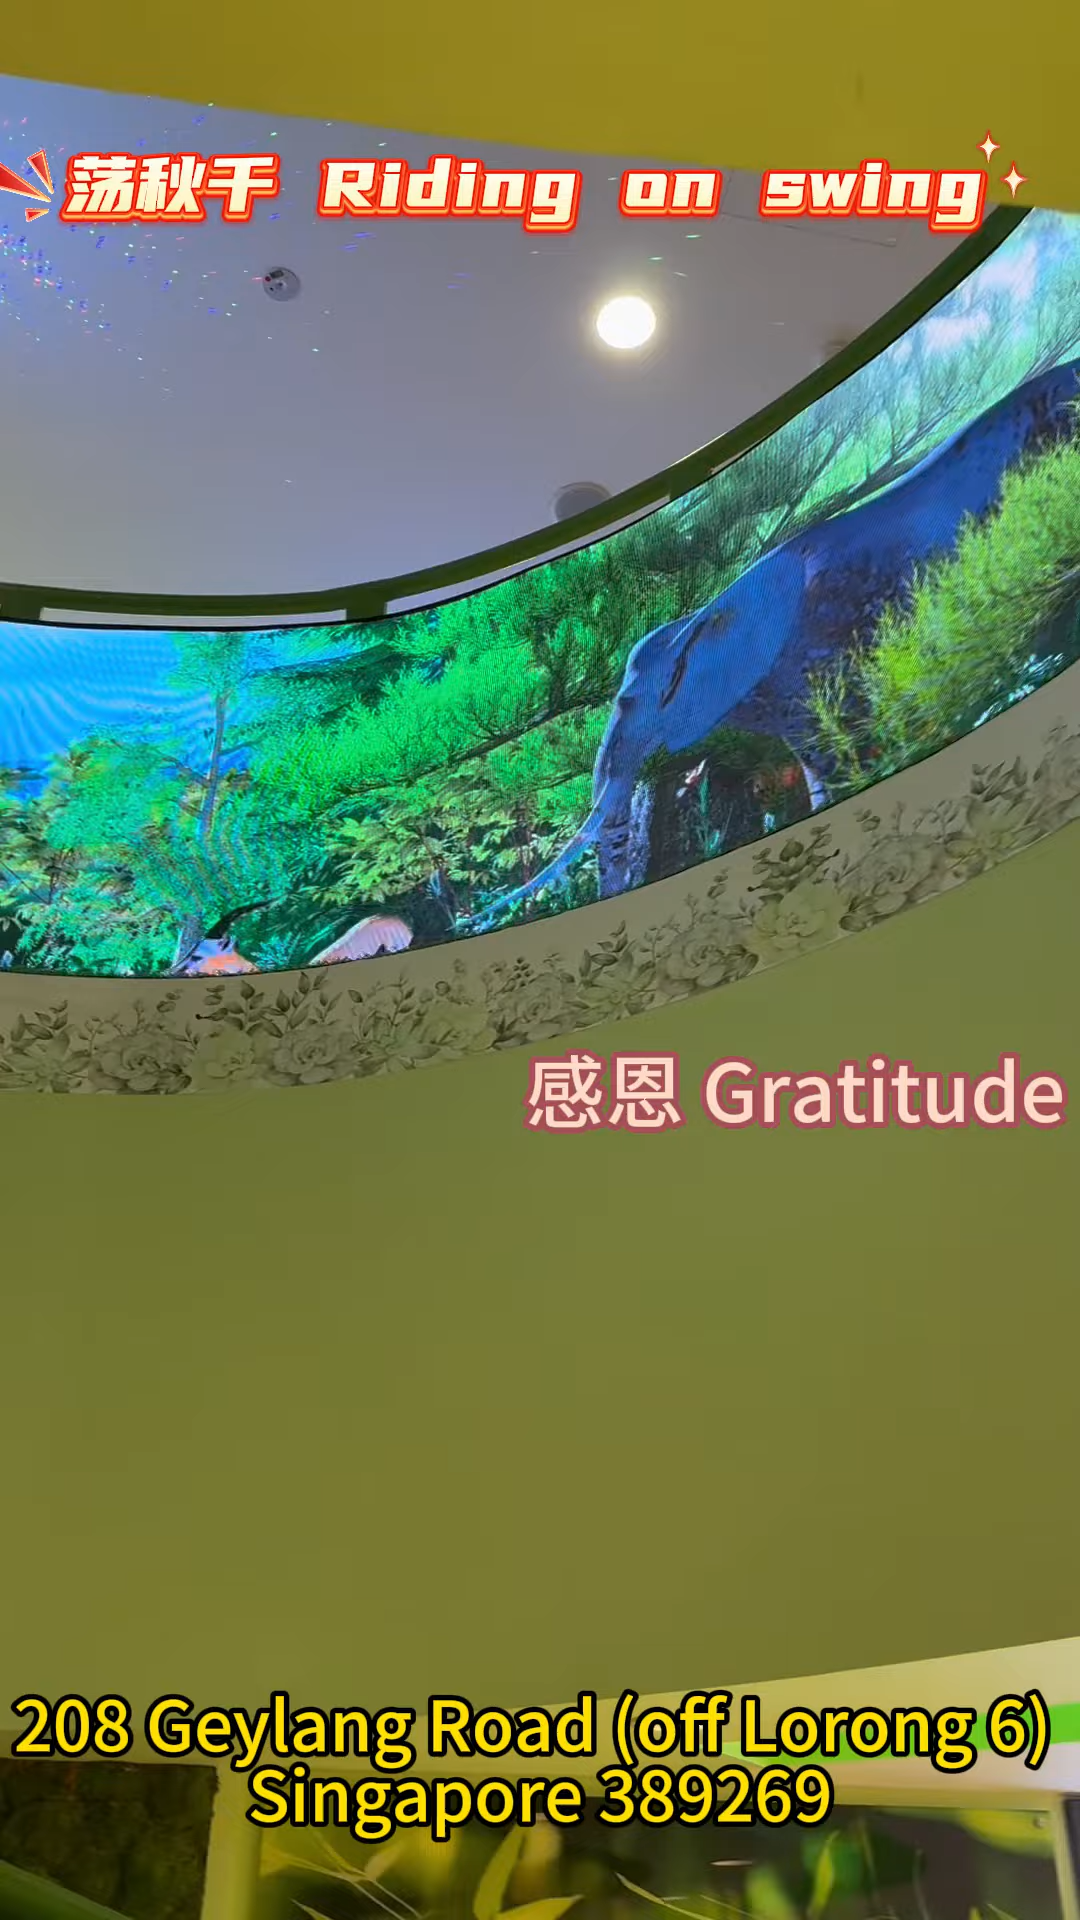 荡秋千 Riding on swing
感恩 Gratitude
208 Geylang Road (off Lorong 6)
Singapore 389269